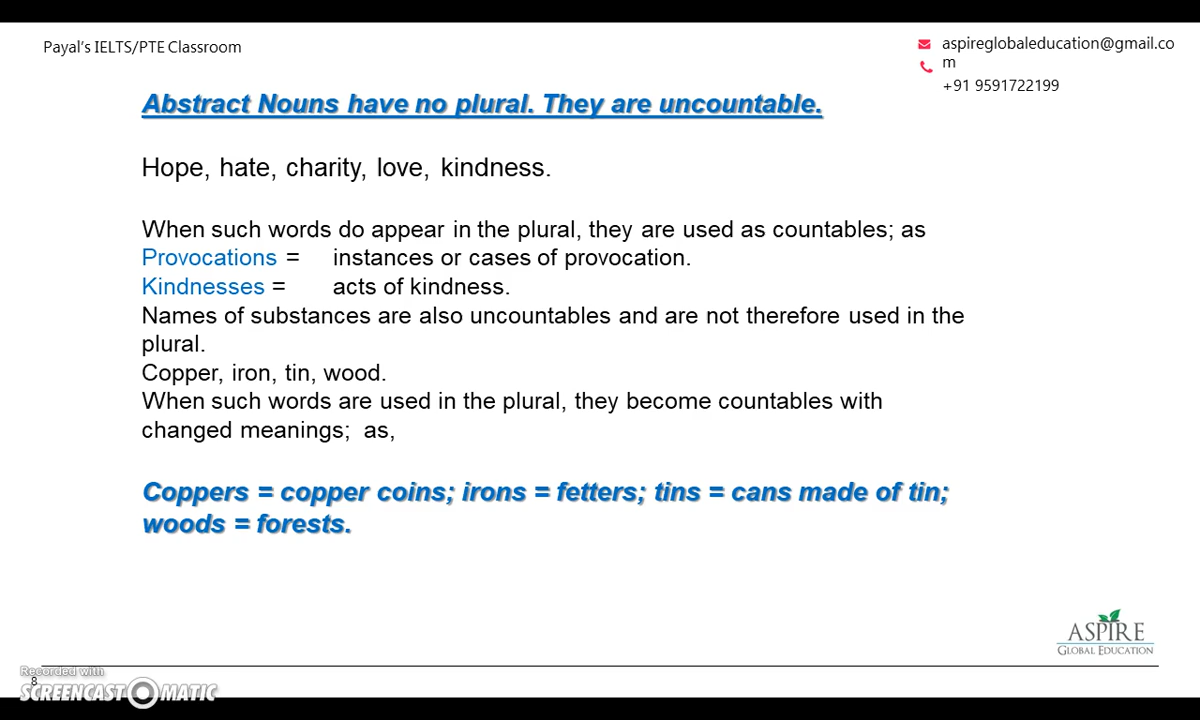 Payal's IELTS/PTE Classroom
aspireglobaleducation@gmail.co
m
+91 9591722199
Abstract Nouns have no plural. They are uncountable.
Hope, hate, charity, love, kindness.
When such words do appear in the plural, they are used as countables; as
Provocations = instances or cases of provocation.
Kindnesses = acts of kindness.
Names of substances are also uncountables and are not therefore used in the
plural.
Copper, iron, tin, wood.
When such words are used in the plural, they become countables with
changed meanings; as,
Coppers = copper coins; irons = fetters; tins = cans made of tin;
woods = forests.
ASPIRE
GLOBAL EDUCATION
Recorded with
8
SCREENCAST MATIC